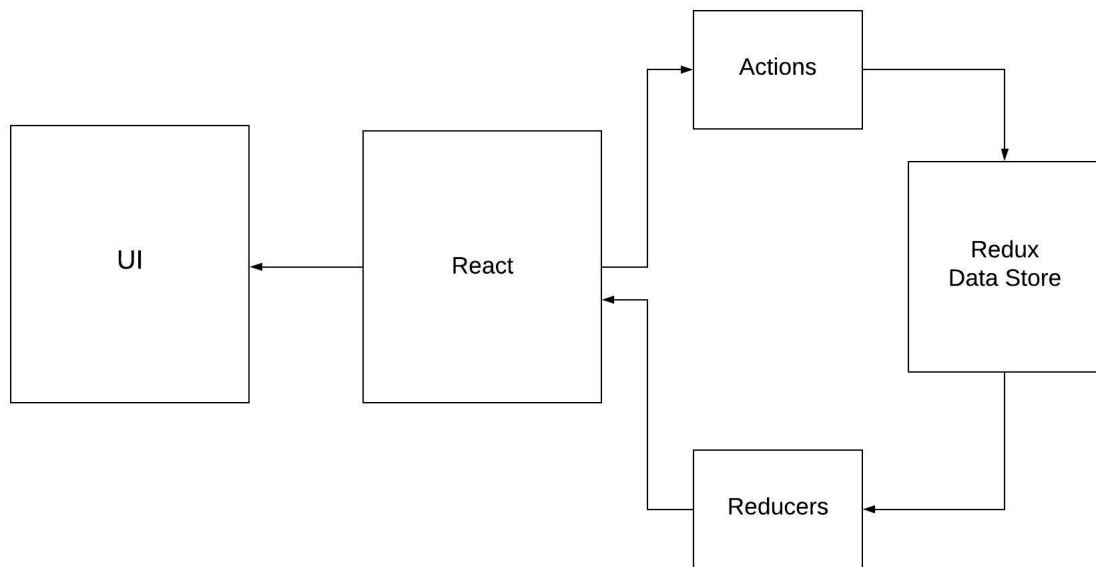 Actions
UI
React
Redux
Data Store
Reducers